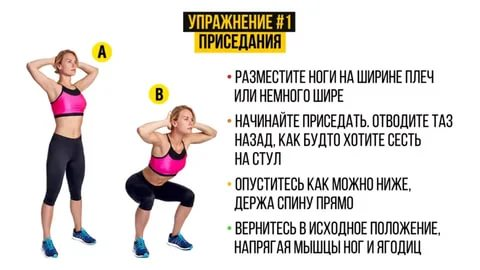 УПРАЖНЕНИЕ #1
ПРИСЕДАНИЯ
A
B
• РАЗМЕСТИТЕ НОГИ НА ШИРИНЕ ПЛЕЧ
ИЛИ НЕМНОГО ШИРЕ
• НАЧИНАЙТЕ ПРИСЕДАТЬ. ОТВОДИТЕ ТАЗ
НАЗАД, КАК БУДТО ХОТИТЕ СЕСТЬ
НА СТУЛ
• ОПУСТИТЕСЬ КАК МОЖНО НИЖЕ,
ДЕРЖА СПИНУ ПРЯМО
• ВЕРНИТЕСЬ В ИСХОДНОЕ ПОЛОЖЕНИЕ,
НАПРЯГАЯ МЫШЦЫ НОГ И ЯГОДИЦ